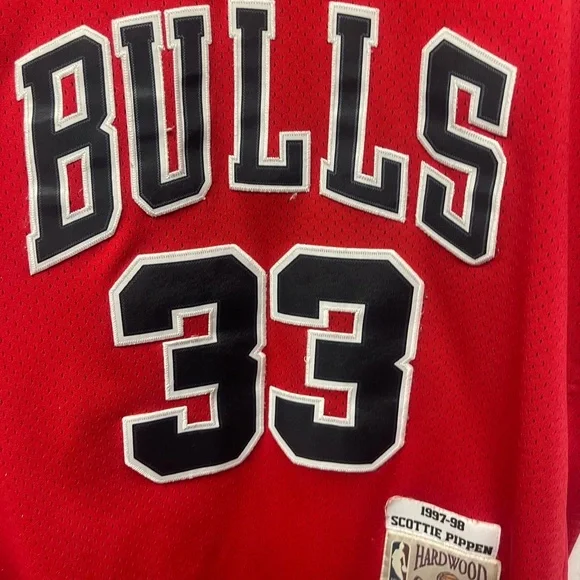 BULLS
33
1997-98
SCOTTIE PIPPEN
HARDWOOD